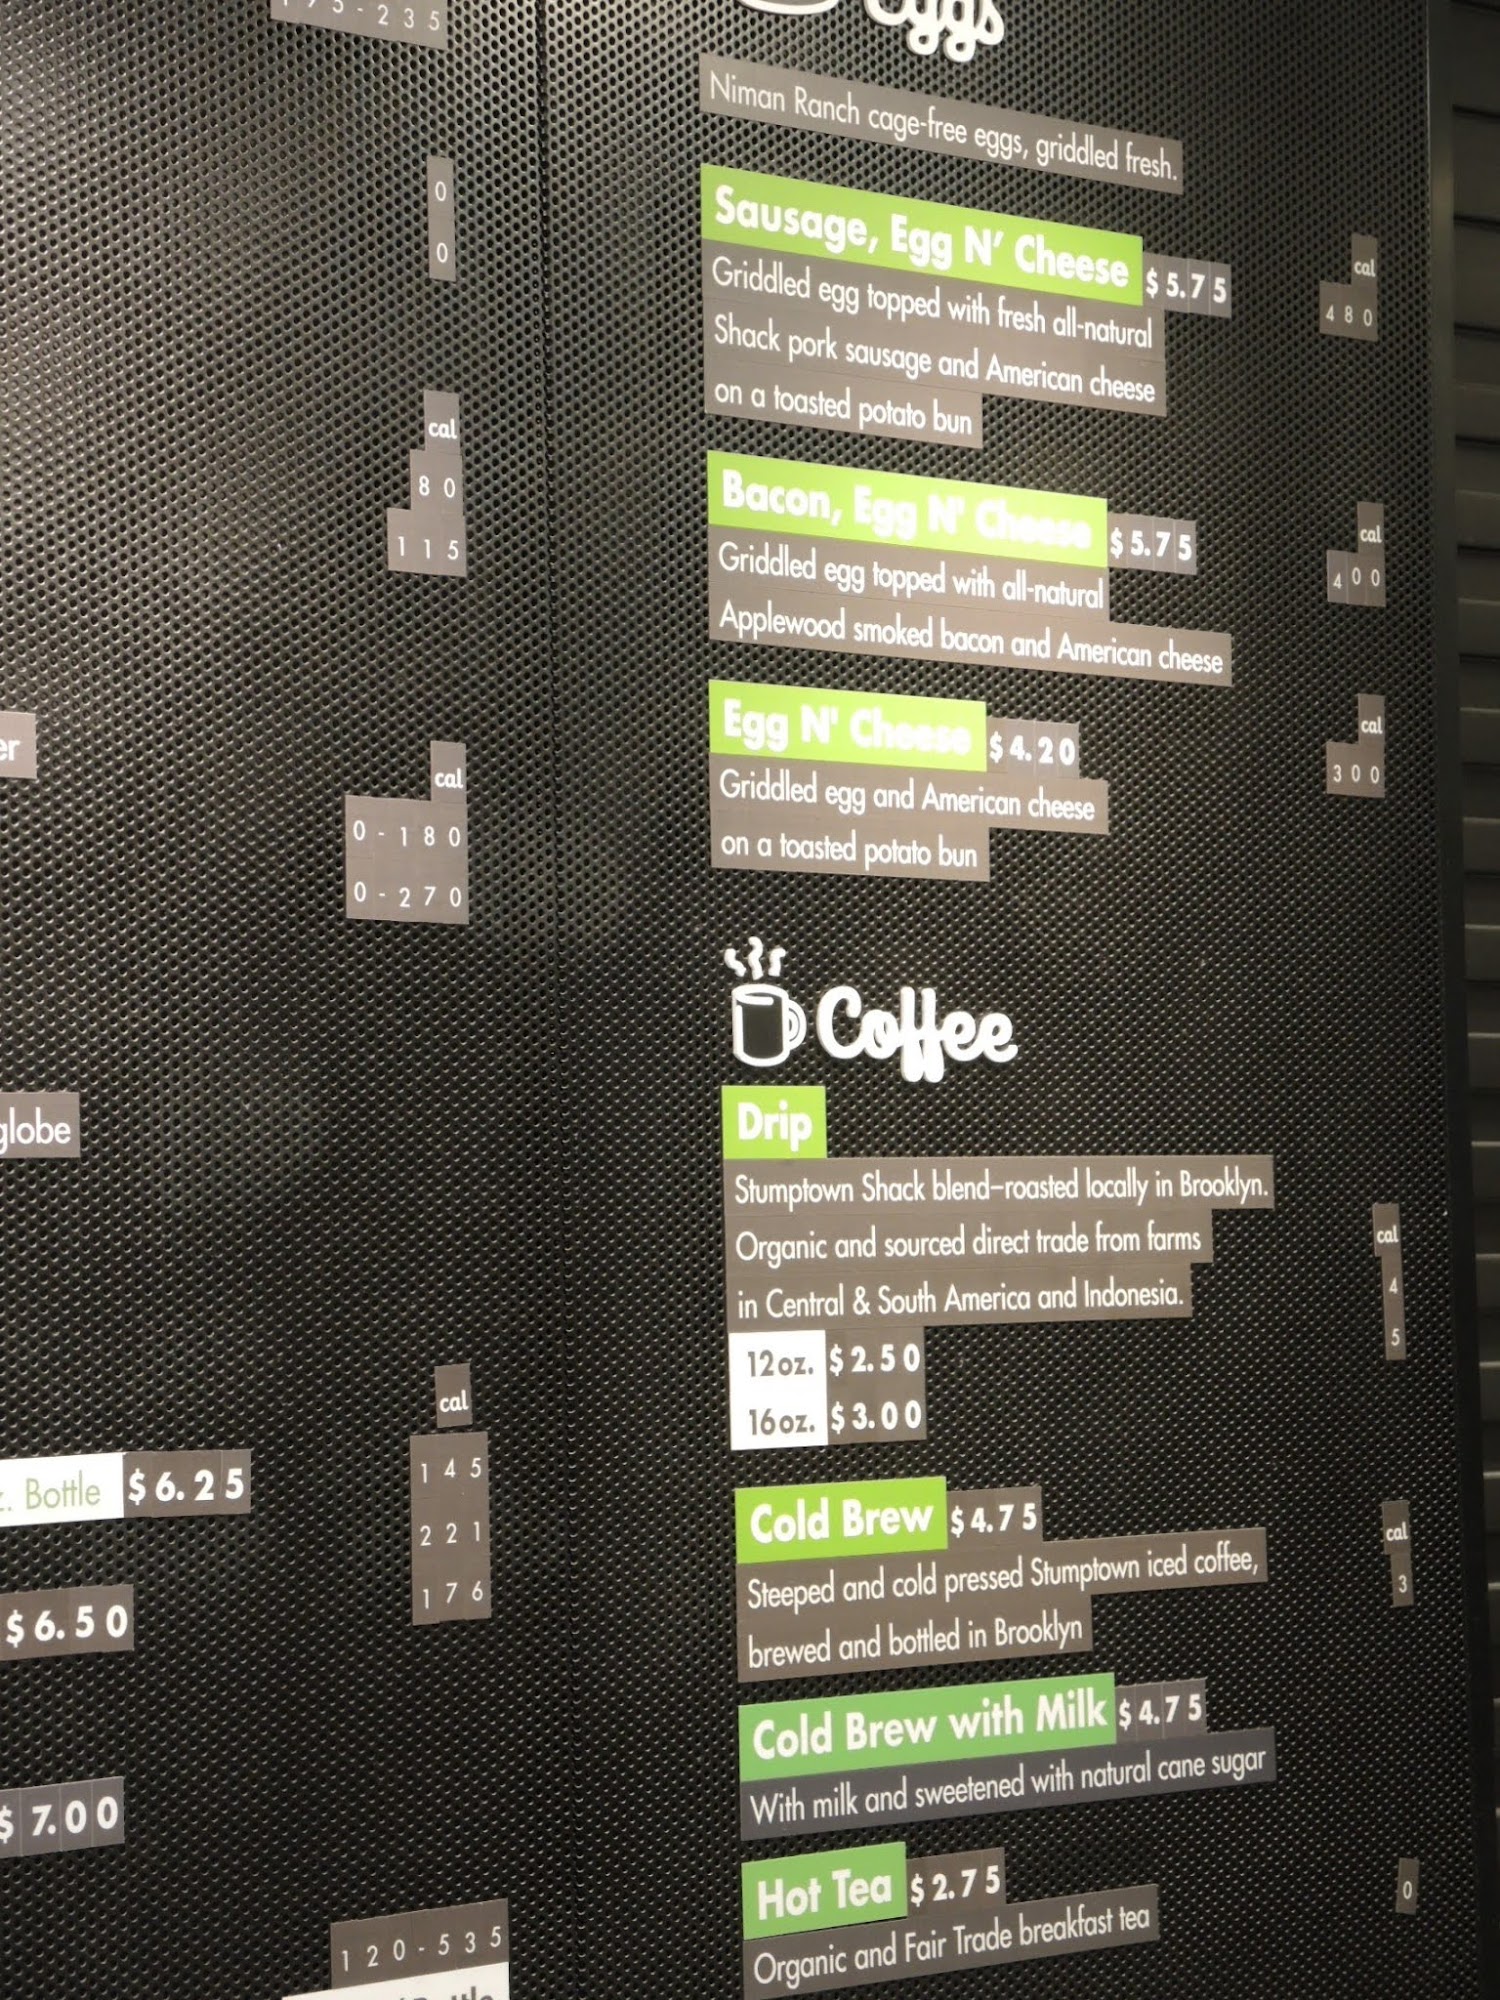 0
0
cal
80
115
cal
0-180
0-270
globe
cal
145
Bottle $6.25
221
176
$6.50
$7.00
120-535
Eggs
Niman Ranch cage-free eggs, griddled fresh.
Sausage, Egg N' Cheese $5.75
cal
480
Griddled egg topped with fresh all-natural
Shack pork sausage and American cheese
on a toasted potato bun
Bacon, Egg N' Cheese $5.75
cal
400
Griddled egg topped with all-natural
Applewood smoked bacon and American cheese
Egg N' Cheese $4.20
cal
300
Griddled egg and American cheese
on a toasted potato bun
Coffee
Drip
Stumptown Shack blend–roasted locally in Brooklyn.
Organic and sourced direct trade from farms
in Central & South America and Indonesia.
cal
4
5
12oz. $2.50
16oz. $3.00
Cold Brew $4.75
cal
3
Steeped and cold pressed Stumptown iced coffee,
brewed and bottled in Brooklyn
Cold Brew with Milk $4.75
With milk and sweetened with natural cane sugar
Hot Tea $2.75
0
Organic and Fair Trade breakfast tea